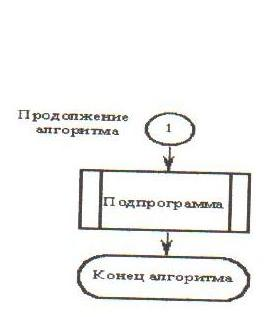 Продолжение
алгоритма
1
Подпрограмма
Конец алгоритма